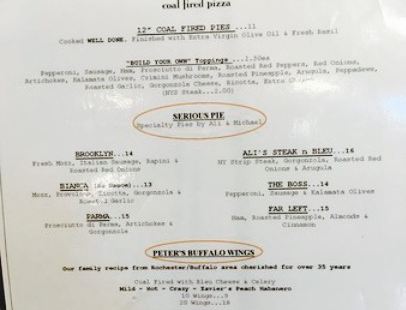 coal fired pizza
12" COAL FIRED PIES ...11
Cooked WELL DONE, Finished with Extra Virgin Olive Oil & Fresh Basil
"BUILD YOUR OWN" Toppings ...1.50ea
Pepperoni, Sausage, Ham, Prosciutto di Parma, Roasted Red Peppers, Red Onions,
Artichokes, Kalamata Olives, Crimini Mushrooms, Roasted Pineapple, Arugula, Peppadews,
Roasted Garlic, Gorgonzola Cheese, Ricotta, Extra
(NYS Steak...2.00)
SERIOUS PIE
Specialty Pies by Ali & Michael
BROOKLYN...14
Fresh Mozz, Italian Sausage, Rapini &
Roasted Red Onions
BIANCA (No Sauce)...13
Mozz, Provolone, Ricotta, Gorgonzola &
Roasted Garlic
PARMA...15
Prosciutto di Parma, Artichokes &
Gorgonzola
ALI'S STEAK n BLEU...16
NY Strip Steak, Gorgonzola, Roasted Red
Onions & Arugula
THE BOSS...14
Pepperoni, Sausage & Kalamata Olives
FAR LEFT...15
Ham, Roasted Pineapple, Almonds &
Cinnamon
PETER'S BUFFALO WINGS
Our family recipe from Rochester/Buffalo area cherished for over 35 years
Coal Fired with Bleu Cheese & Celery
Mild - Hot - Crazy - Xavier's Peach Habanero
10 Wings...9
20 Wings...16